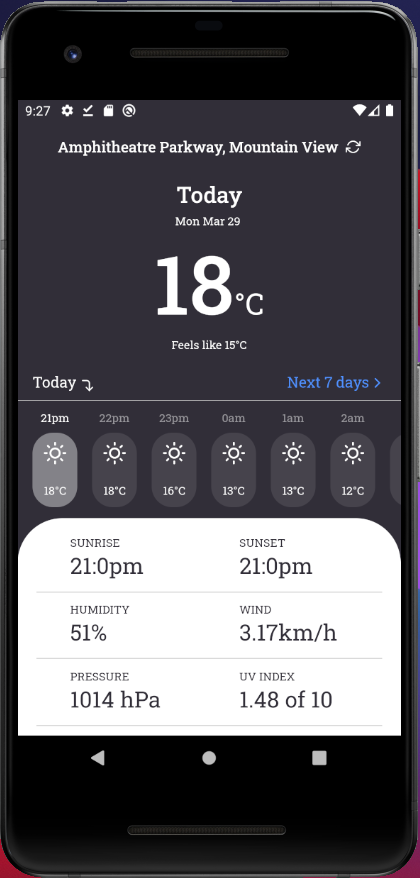 9:27
Amphitheatre Parkway, Mountain View
Today
Mon Mar 29
18°C
Feels like 15°C
Today Next 7 days >
21pm 22pm 23pm 0am 1am 2am
18°C 18°C 16°C 13°C 13°C 12°C
SUNRISE SUNSET
21:0pm 21:0pm
HUMIDITY WIND
51% 3.17km/h
PRESSURE UV INDEX
1014 hPa 1.48 of 10